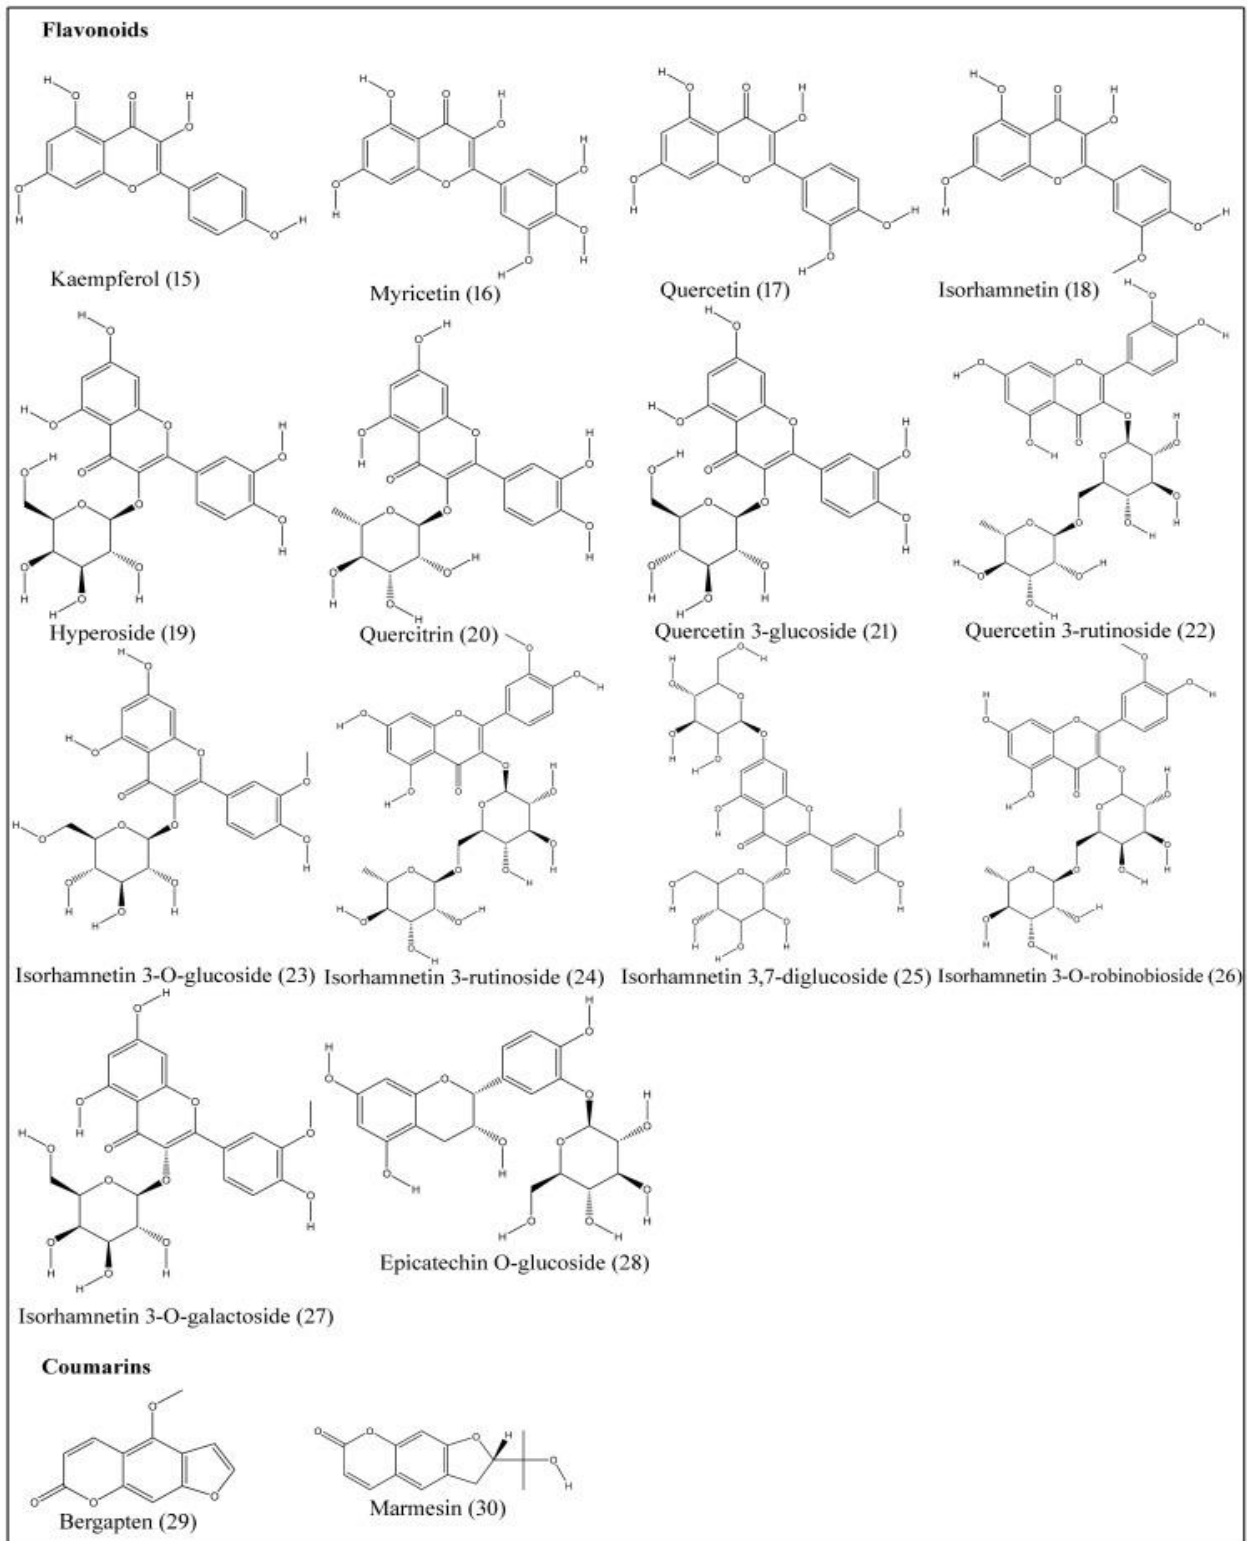 Flavonoids
Kaempferol (15)
Myricetin (16)
Quercetin (17)
Isorhamnetin (18)
Hyperoside (19)
Quercitrin (20)
Quercetin 3-glucoside (21)
Quercetin 3-rutinoside (22)
Isorhamnetin 3-O-glucoside (23)
Isorhamnetin 3-rutinoside (24)
Isorhamnetin 3,7-diglucoside (25)
Isorhamnetin 3-O-robinobioside (26)
Isorhamnetin 3-O-galactoside (27)
Epicatechin O-glucoside (28)
Coumarins
Bergapten (29)
Marmesin (30)